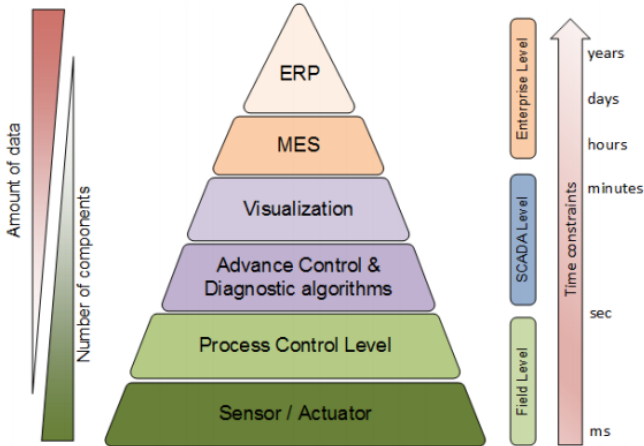 Amount of data
Number of components
ERP
MES
Visualization
Advance Control &
Diagnostic algorithms
Process Control Level
Sensor / Actuator
Enterprise Level
SCADA Level
Field Level
Time constraints
years
days
hours
minutes
sec
ms